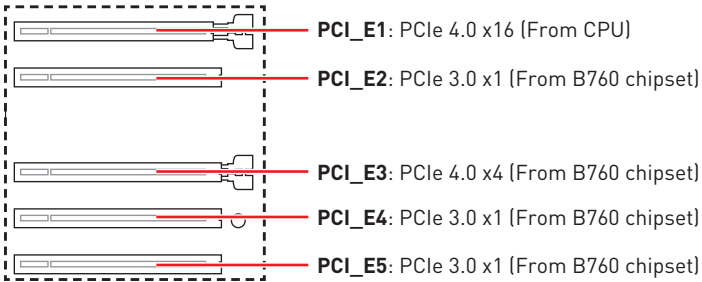 PCI_E1: PCIe 4.0 x16 (From CPU)
PCI_E2: PCIe 3.0 x1 (From B760 chipset)
PCI_E3: PCIe 4.0 x4 (From B760 chipset)
PCI_E4: PCIe 3.0 x1 (From B760 chipset)
PCI_E5: PCIe 3.0 x1 (From B760 chipset)